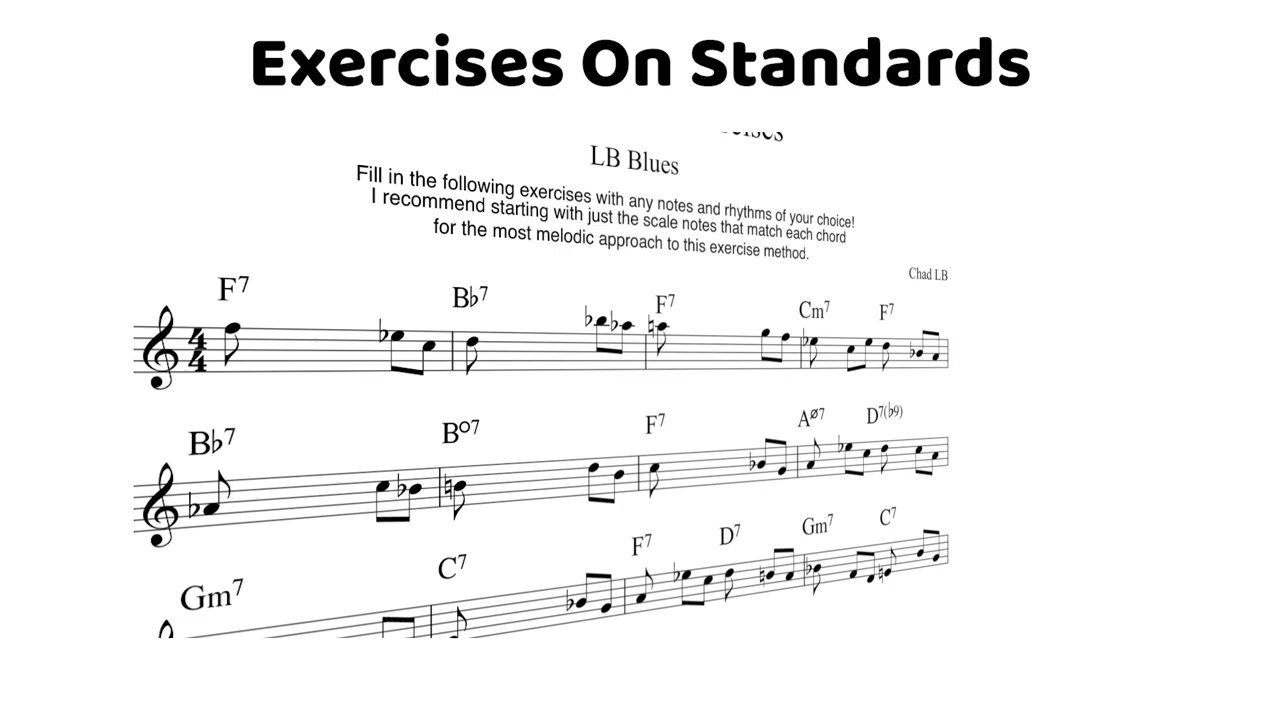 Exercises On Standards
LB Blues
Fill in the following exercises with any notes and rhythms of your choice!
I recommend starting with just the scale notes that match each chord
for the most melodic approach to this exercise method.
Chad LB
F7 B♭7 F7 Cm7 F7
4/4
B♭7 B°7 F7 Aø7 D7(♭9)
Gm7 C7 F7 D7 Gm7 C7